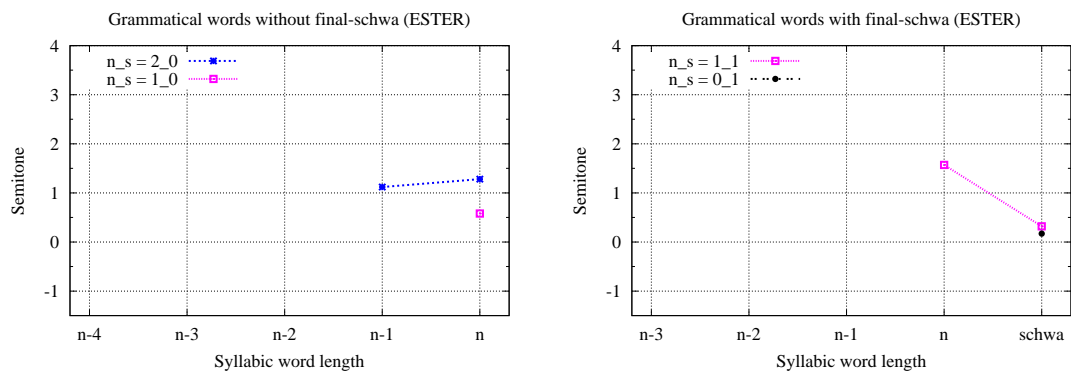 Grammatical words without final-schwa (ESTER)
n_s = 2_0
n_s = 1_0
4
3
2
1
0
-1
Semitone
n-4 n-3 n-2 n-1 n
Syllabic word length
Grammatical words with final-schwa (ESTER)
n_s = 1_1
n_s = 0_1
4
3
2
1
0
-1
Semitone
n-3 n-2 n-1 n schwa
Syllabic word length